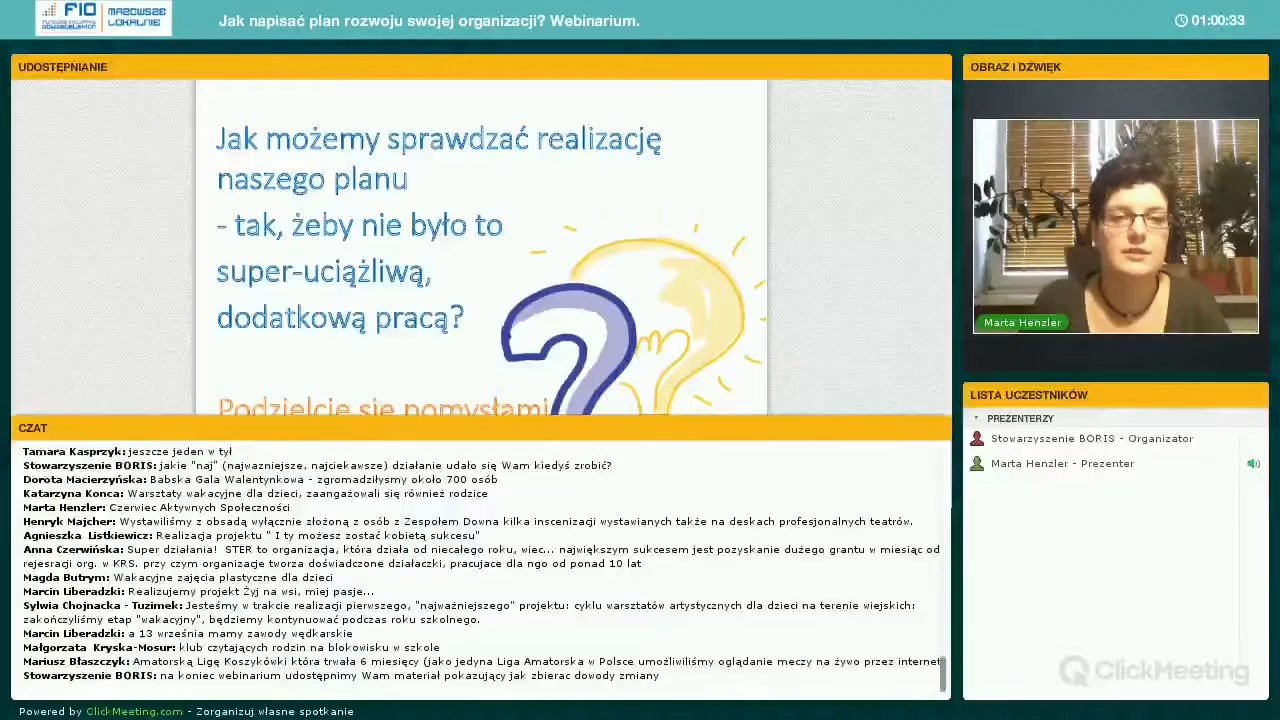 FIO
MAZOWSZE
LOKALNIE
Jak napisać plan rozwoju swojej organizacji? Webinarium.
01:00:33
UDOSTĘPNIANIE
Jak możemy sprawdzać realizację
naszego planu
- tak, żeby nie było to
super-uciążliwą,
dodatkową pracą?
Podzielcie się pomysłami
OBRAZ I DŹWIĘK
Marta Henzler
LISTA UCZESTNIKÓW
PREZENTERZY
Stowarzyszenie BORIS - Organizator
Marta Henzler - Prezenter
ClickMeeting
CZAT
Tamara Kasprzyk: jeszcze jeden w tył
Stowarzyszenie BORIS: jakie "naj" (najwazniejsze, najciekawsze) działanie udało się Wam kiedyś zrobić?
Dorota Macierzyńska: Babska Gala Walentynkowa - zgromadziłysmy około 700 osób
Katarzyna Konca: Warsztaty wakacyjne dla dzieci, zaangażowali się również rodzice
Marta Henzler: Czerwiec Aktywnych Społeczności
Henryk Majcher: Wystawiliśmy z obsadą wyłącznie złożoną z osób z Zespołem Downa kilka inscenizacji wystawianych także na deskach profesjonalnych teatrów.
Agnieszka Listkiewicz: Realizacja projektu " I ty możesz zostać kobietą sukcesu"
Anna Czerwińska: Super działania! STER to organizacja, która działa od niecałego roku, wiec... największym sukcesem jest pozyskanie dużego grantu w miesiąc od
rejesracji org. w KRS. przy czym organizacje tworza doświadczone działaczki, pracujace dla ngo od ponad 10 lat
Magda Butrym: Wakacyjne zajęcia plastyczne dla dzieci
Marcin Liberadzki: Realizujemy projekt Żyj na wsi, miej pasje...
Sylwia Chojnacka - Tuzimek: Jesteśmy w trakcie realizacji pierwszego, "najważniejszego" projektu: cyklu warsztatów artystycznych dla dzieci na terenie wiejskich:
zakończyliśmy etap "wakacyjny", będziemy kontynuować podczas roku szkolnego.
Marcin Liberadzki: a 13 września mamy zawody wędkarskie
Małgorzata Kryska-Mosur: klub czytających rodzin na blokowisku w szkole
Mariusz Błaszczyk: Amatorską Ligę Koszykówki która trwała 6 miesięcy (jako jedyna Liga Amatorska w Polsce umożliwiliśmy oglądanie meczy na żywo przez internet
Stowarzyszenie BORIS: na koniec webinarium udostępnimy Wam materiał pokazujący jak zbierac dowody zmiany
Powered by ClickMeeting.com - Zorganizuj własne spotkanie